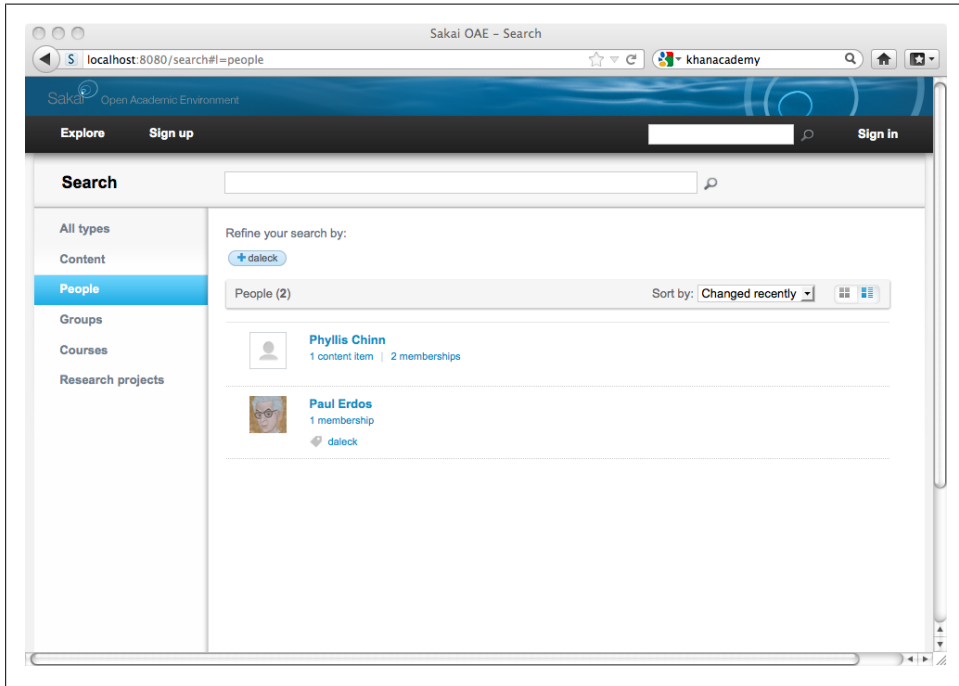 Sakai OAE – Search
S localhost:8080/search#l=people
khanacademy
Sakai Open Academic Environment
Explore Sign up Sign in
Search
All types
Content
People
Groups
Courses
Research projects
Refine your search by:
+ daleck
People (2) Sort by: Changed recently
Phyllis Chinn
1 content item | 2 memberships
Paul Erdos
1 membership
daleck